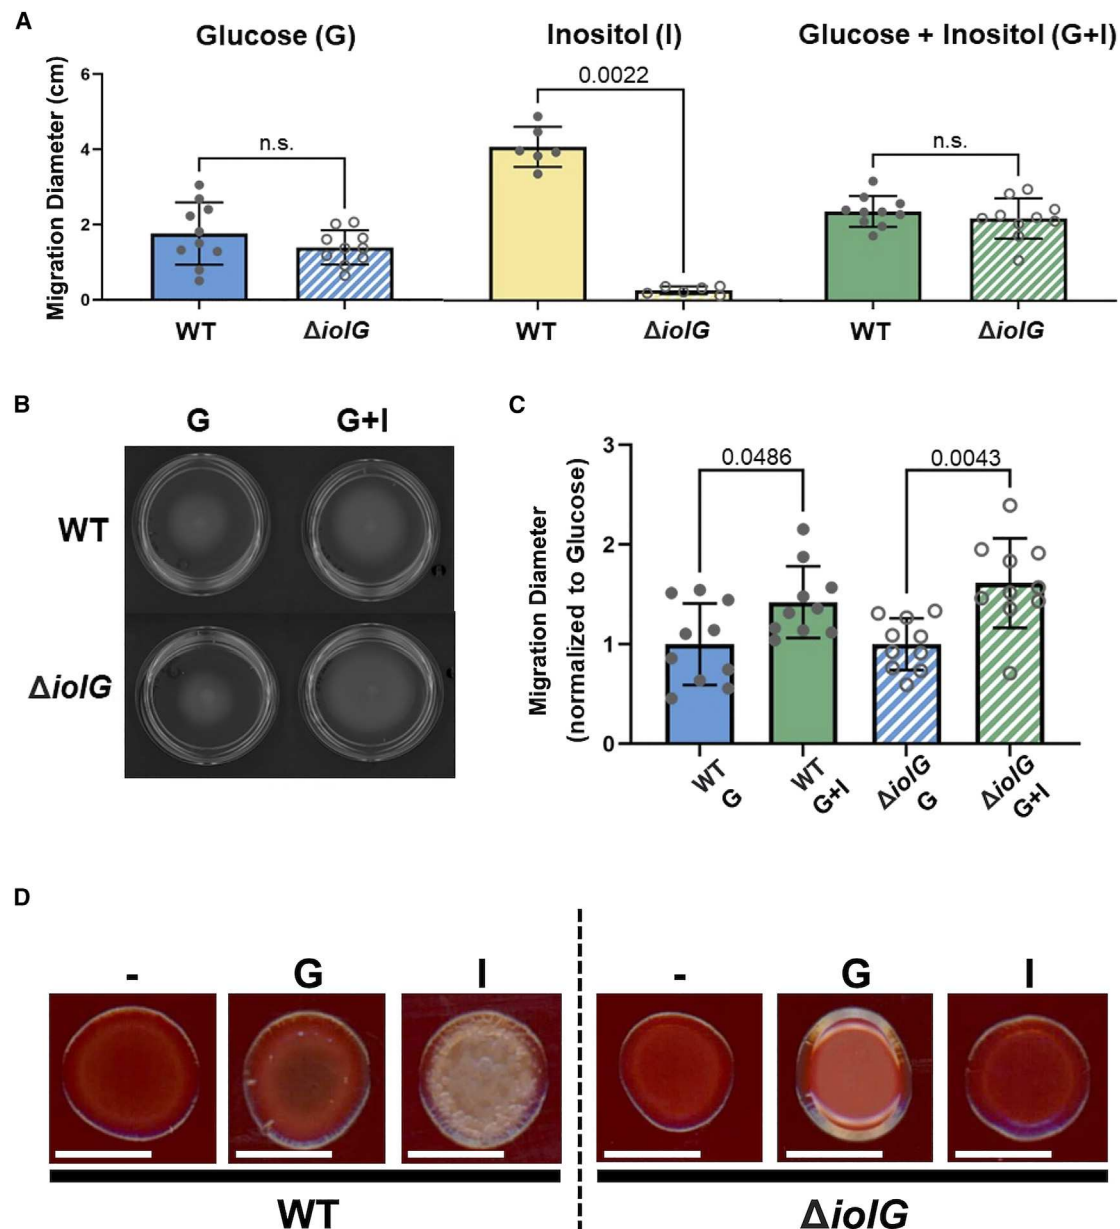 A
Glucose (G)
Inositol (I)
Glucose + Inositol (G+I)
Migration Diameter (cm)
6
4
2
0
n.s.
0.0022
n.s.
WT
ΔiolG
WT
ΔiolG
WT
ΔiolG
B
G
G+I
WT
ΔiolG
C
Migration Diameter
(normalized to Glucose)
3
2
1
0
0.0486
0.0043
WT
G
WT
G+I
ΔiolG
G
ΔiolG
G+I
D
-
G
I
-
G
I
WT
ΔiolG